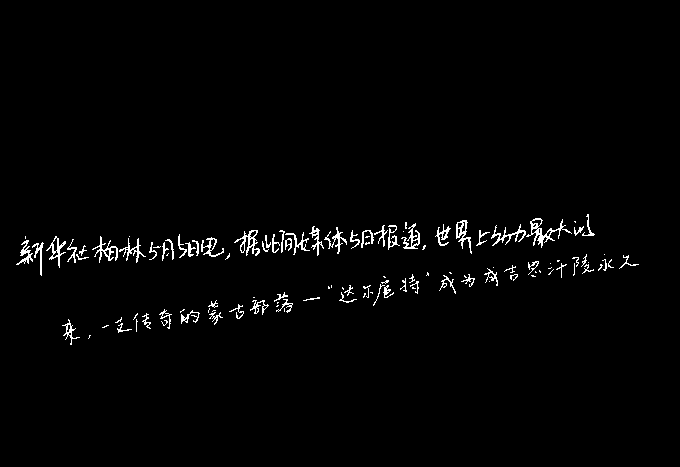 新华社柏林5月5日电，据此间媒体5日报道，世界上功力最大的
来，一支传奇的蒙古部落一“达尔扈特”成为成吉思汗陵永久